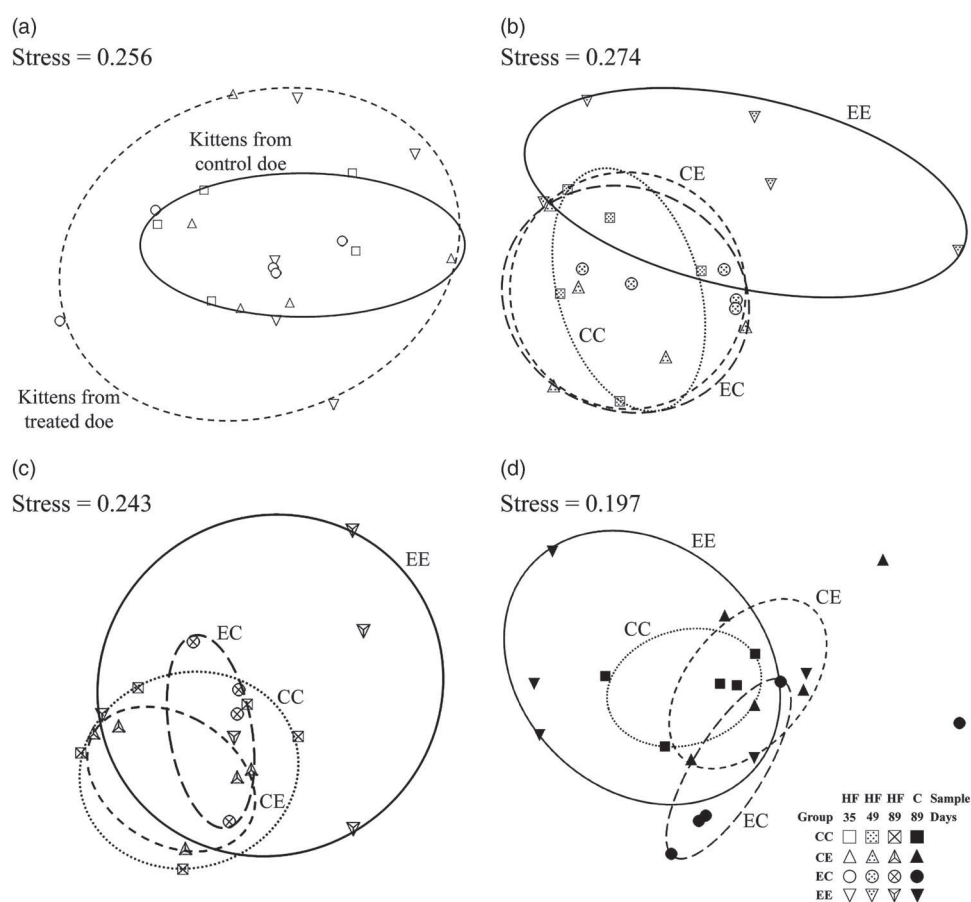 (a)
Stress = 0.256
Kittens from
control doe
Kittens from
treated doe
(b)
Stress = 0.274
EE
CE
CC
EC
(c)
Stress = 0.243
EE
EC
CC
CE
(d)
Stress = 0.197
EE
CE
CC
EC
HF HF HF C Sample
Group 35 49 89 89 Days
CC
CE
EC
EE